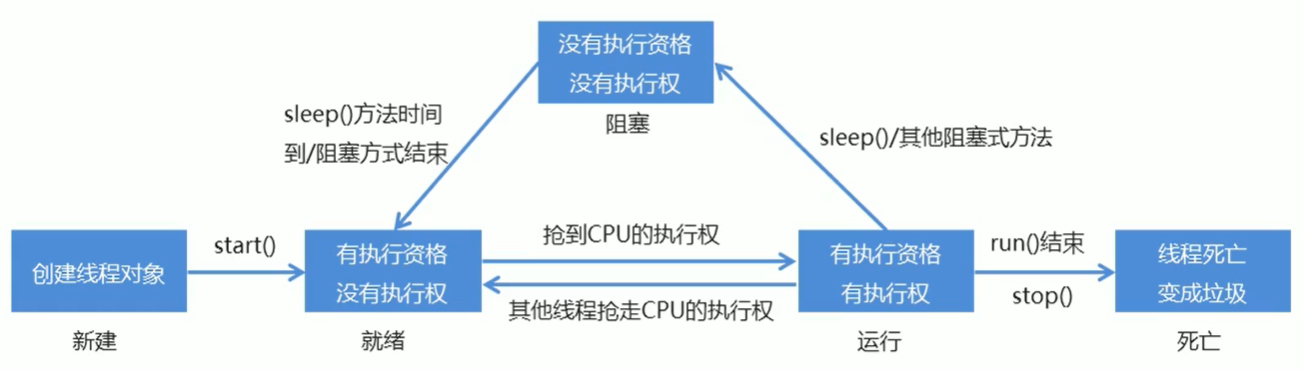 没有执行资格
没有执行权
阻塞
sleep()方法时间
到/阻塞方式结束
sleep()/其他阻塞式方法
创建线程对象
新建
start()
有执行资格
没有执行权
就绪
抢到CPU的执行权
其他线程抢走CPU的执行权
有执行资格
有执行权
运行
run()结束
stop()
线程死亡
变成垃圾
死亡